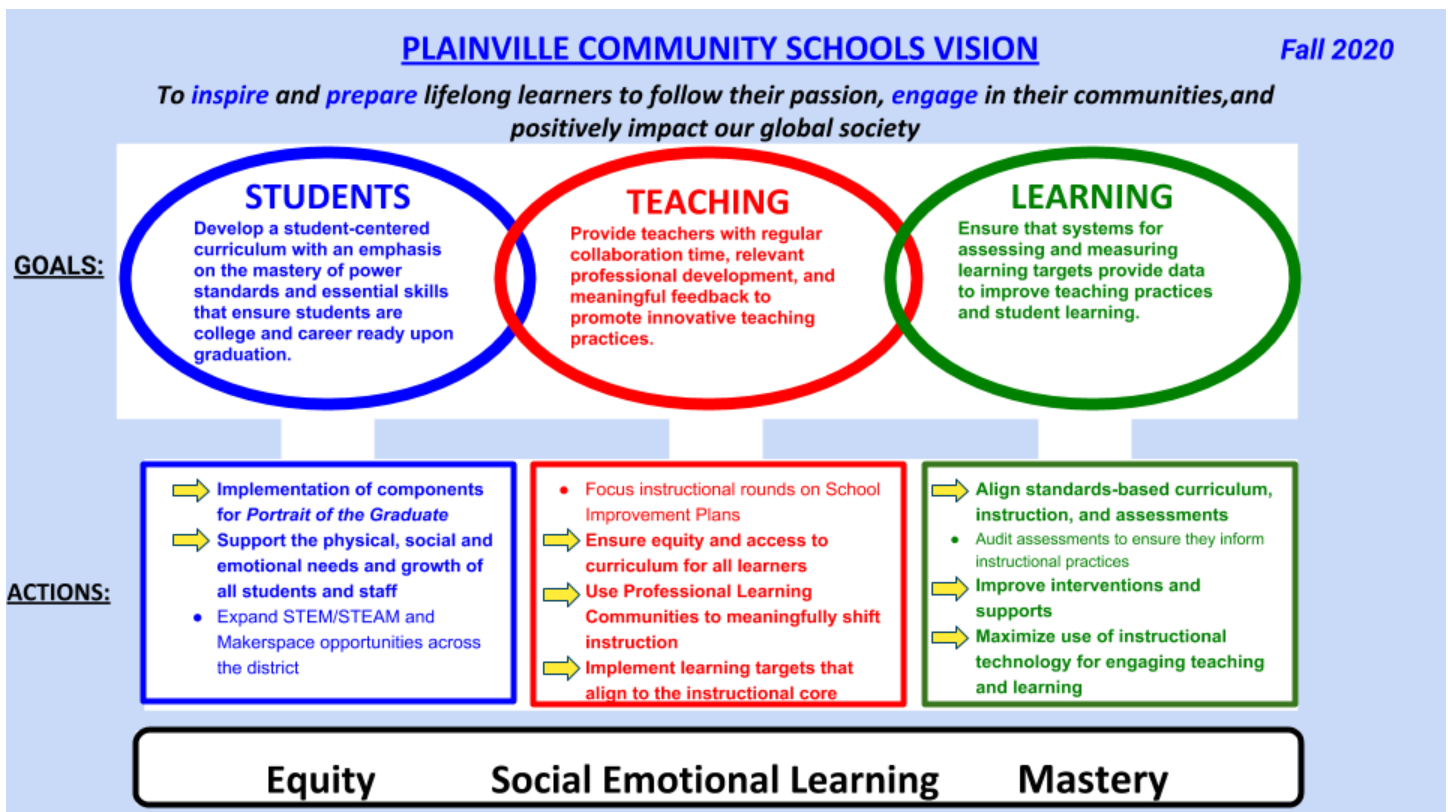 PLAINVILLE COMMUNITY SCHOOLS VISION
Fall 2020
To inspire and prepare lifelong learners to follow their passion, engage in their communities,and
positively impact our global society
GOALS:
STUDENTS
Develop a student-centered
curriculum with an emphasis
on the mastery of power
standards and essential skills
that ensure students are
college and career ready upon
graduation.
TEACHING
Provide teachers with regular
collaboration time, relevant
professional development, and
meaningful feedback to
promote innovative teaching
practices.
LEARNING
Ensure that systems for
assessing and measuring
learning targets provide data
to improve teaching practices
and student learning.
ACTIONS:
Implementation of components
for Portrait of the Graduate
Support the physical, social and
emotional needs and growth of
all students and staff
● Expand STEM/STEAM and
Makerspace opportunities across
the district
● Focus instructional rounds on School
Improvement Plans
Ensure equity and access to
curriculum for all learners
Use Professional Learning
Communities to meaningfully shift
instruction
Implement learning targets that
align to the instructional core
Align standards-based curriculum,
instruction, and assessments
● Audit assessments to ensure they inform
instructional practices
Improve interventions and
supports
Maximize use of instructional
technology for engaging teaching
and learning
Equity Social Emotional Learning Mastery